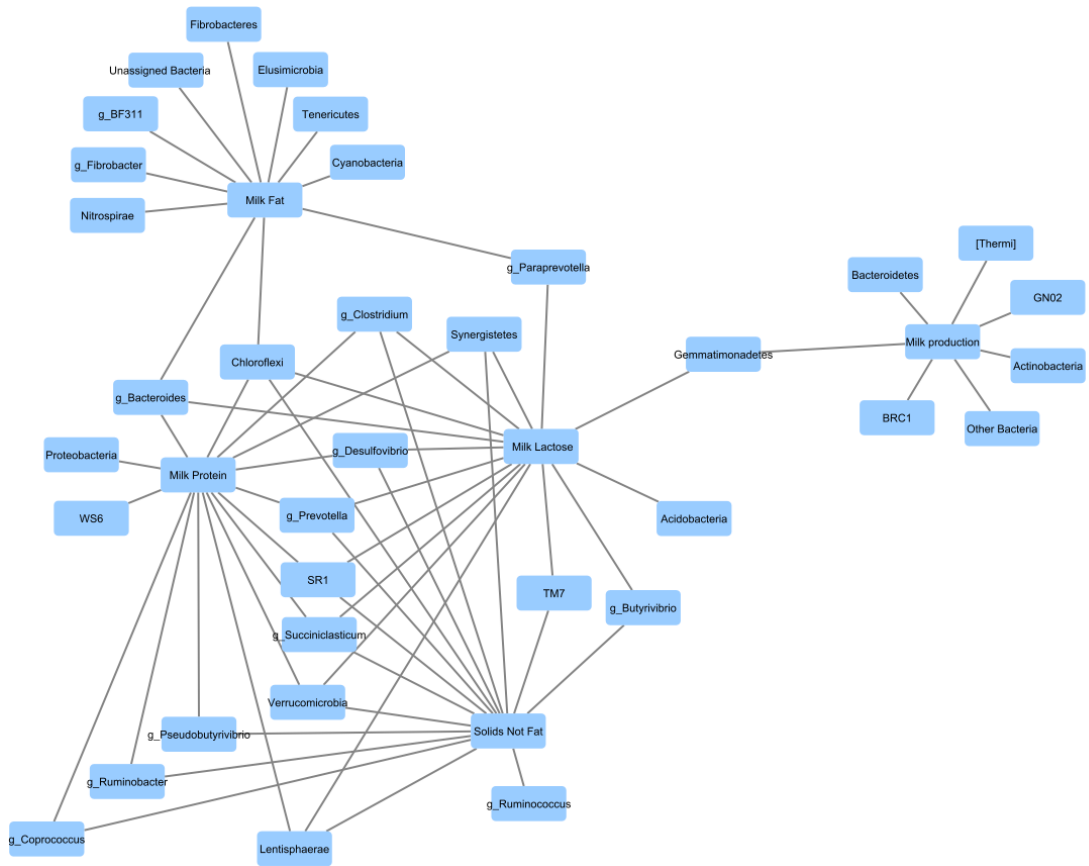 Fibrobacteres
Unassigned Bacteria
Elusimicrobia
g_BF311
Tenericutes
g_Fibrobacter
Cyanobacteria
Milk Fat
Nitrospirae
[Thermi]
g_Paraprevotella
Bacteroidetes
GN02
g_Clostridium
Synergistetes
Milk production
Gemmatimonadetes
Chloroflexi
Actinobacteria
g_Bacteroides
BRC1
Other Bacteria
Proteobacteria
g_Desulfovibrio
Milk Lactose
Milk Protein
WS6
g_Prevotella
Acidobacteria
SR1
TM7
g_Butyrivibrio
g_Succiniclasticum
Verrucomicrobia
g_Pseudobutyrivibrio
Solids Not Fat
g_Ruminobacter
g_Ruminococcus
g_Coprococcus
Lentisphaerae